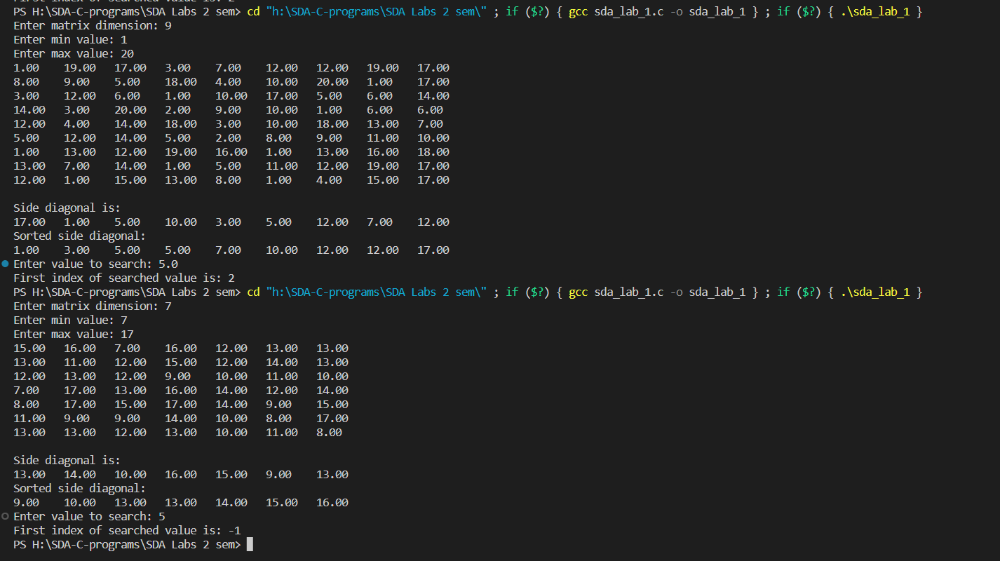 First index of searched value is: 2
PS H:\SDA-C-programs\SDA Labs 2 sem> cd "h:\SDA-C-programs\SDA Labs 2 sem\" ; if ($?) { gcc sda_lab_1.c -o sda_lab_1 } ; if ($?) { .\sda_lab_1 }
Enter matrix dimension: 9
Enter min value: 1
Enter max value: 20
1.00 19.00 17.00 3.00 7.00 12.00 12.00 19.00 17.00
8.00 9.00 5.00 18.00 4.00 10.00 20.00 1.00 17.00
3.00 12.00 6.00 1.00 10.00 17.00 5.00 6.00 14.00
14.00 3.00 20.00 2.00 9.00 10.00 1.00 6.00 6.00
12.00 4.00 14.00 18.00 3.00 10.00 18.00 13.00 7.00
5.00 12.00 14.00 5.00 2.00 8.00 9.00 11.00 10.00
1.00 13.00 12.00 19.00 16.00 1.00 13.00 16.00 18.00
13.00 7.00 14.00 1.00 5.00 11.00 12.00 19.00 17.00
12.00 1.00 15.00 13.00 8.00 1.00 4.00 15.00 17.00
Side diagonal is:
17.00 1.00 5.00 10.00 3.00 5.00 12.00 7.00 12.00
Sorted side diagonal:
1.00 3.00 5.00 5.00 7.00 10.00 12.00 12.00 17.00
Enter value to search: 5.0
First index of searched value is: 2
PS H:\SDA-C-programs\SDA Labs 2 sem> cd "h:\SDA-C-programs\SDA Labs 2 sem\" ; if ($?) { gcc sda_lab_1.c -o sda_lab_1 } ; if ($?) { .\sda_lab_1 }
Enter matrix dimension: 7
Enter min value: 7
Enter max value: 17
15.00 16.00 7.00 16.00 12.00 13.00 13.00
13.00 11.00 12.00 15.00 12.00 14.00 13.00
12.00 13.00 12.00 9.00 10.00 11.00 10.00
7.00 17.00 13.00 16.00 14.00 12.00 14.00
8.00 17.00 15.00 17.00 14.00 9.00 15.00
11.00 9.00 9.00 14.00 10.00 8.00 17.00
13.00 13.00 12.00 13.00 10.00 11.00 8.00
Side diagonal is:
13.00 14.00 10.00 16.00 15.00 9.00 13.00
Sorted side diagonal:
9.00 10.00 13.00 13.00 14.00 15.00 16.00
Enter value to search: 5
First index of searched value is: -1
PS H:\SDA-C-programs\SDA Labs 2 sem>